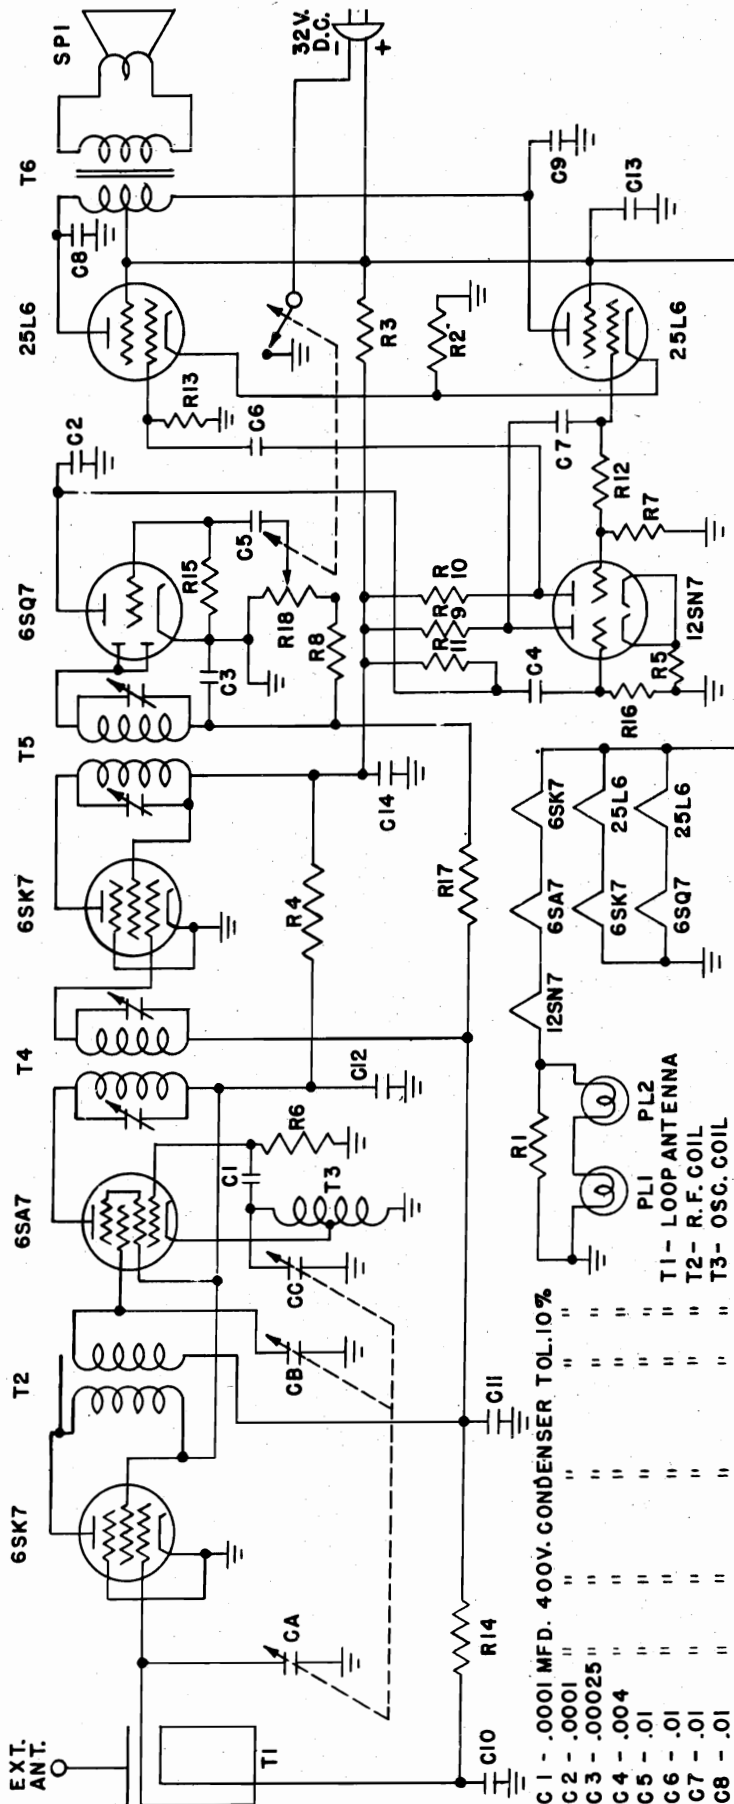 EXT.
ANT.
T1
6SK7
T2
6SA7
T4
6SK7
T5
6SQ7
25L6
T6
SP1
C2
C8
C9
C13
32V.
D.C.
-
+
R13
C6
R3
R2
25L6
C7
R12
R7
12SN7
R5
R16
C4
R
10
R
9
R
11
R15
C5
R18
R8
C3
C14
R4
R17
C12
R6
C1
T3
CC
CB
CA
C11
R14
C10
12SN7
6SA7
6SK7
6SK7
25L6
6SQ7
25L6
R1
PL1
PL2
C1 - .0001 MFD. 400V. CONDENSER TOL. 10%
C2 - .0001 " " " " "
C3 - .00025 " " " " "
C4 - .004 " " " " "
C5 - .01 " " " " "
C6 - .01 " " " " "
C7 - .01 " " " " "
C8 - .01 " " " " "
T1 - LOOP ANTENNA
T2 - R.F. COIL
T3 - OSC. COIL